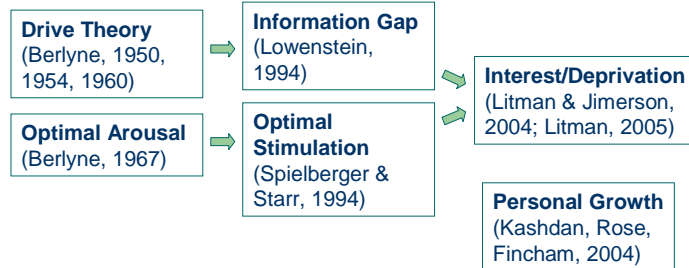 Drive Theory
(Berlyne, 1950,
1954, 1960)
Information Gap
(Lowenstein,
1994)
Optimal Arousal
(Berlyne, 1967)
Optimal
Stimulation
(Spielberger &
Starr, 1994)
Interest/Deprivation
(Litman & Jimerson,
2004; Litman, 2005)
Personal Growth
(Kashdan, Rose,
Fincham, 2004)